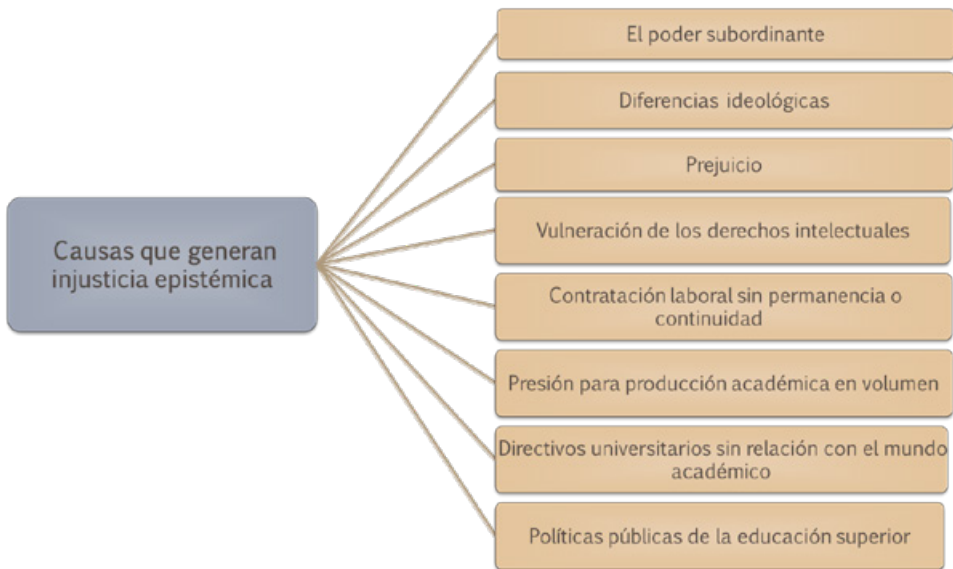 Causas que generan
injusticia epistémica
El poder subordinante
Diferencias ideológicas
Prejuicio
Vulneración de los derechos intelectuales
Contratación laboral sin permanencia o
continuidad
Presión para producción académica en volumen
Directivos universitarios sin relación con el mundo
académico
Políticas públicas de la educación superior